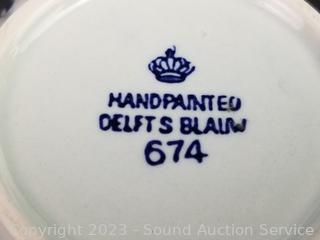 HANDPAINTED
DELFTS BLAUW
674
Copyright 2023 - Sound Auction Service